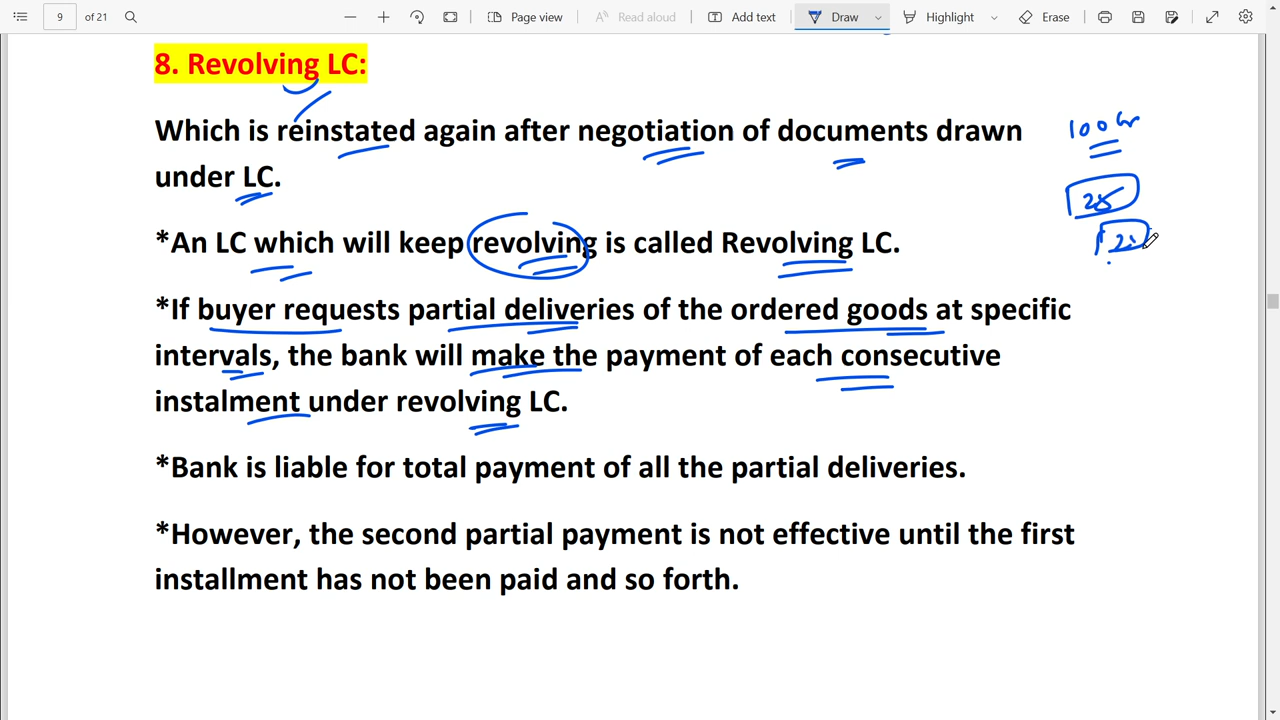 9 of 21 Page view Read aloud Add text Draw Highlight Erase
8. Revolving LC:
Which is reinstated again after negotiation of documents drawn
under LC.
*An LC which will keep revolving is called Revolving LC.
*If buyer requests partial deliveries of the ordered goods at specific
intervals, the bank will make the payment of each consecutive
instalment under revolving LC.
*Bank is liable for total payment of all the partial deliveries.
*However, the second partial payment is not effective until the first
installment has not been paid and so forth.
100 Cr
25